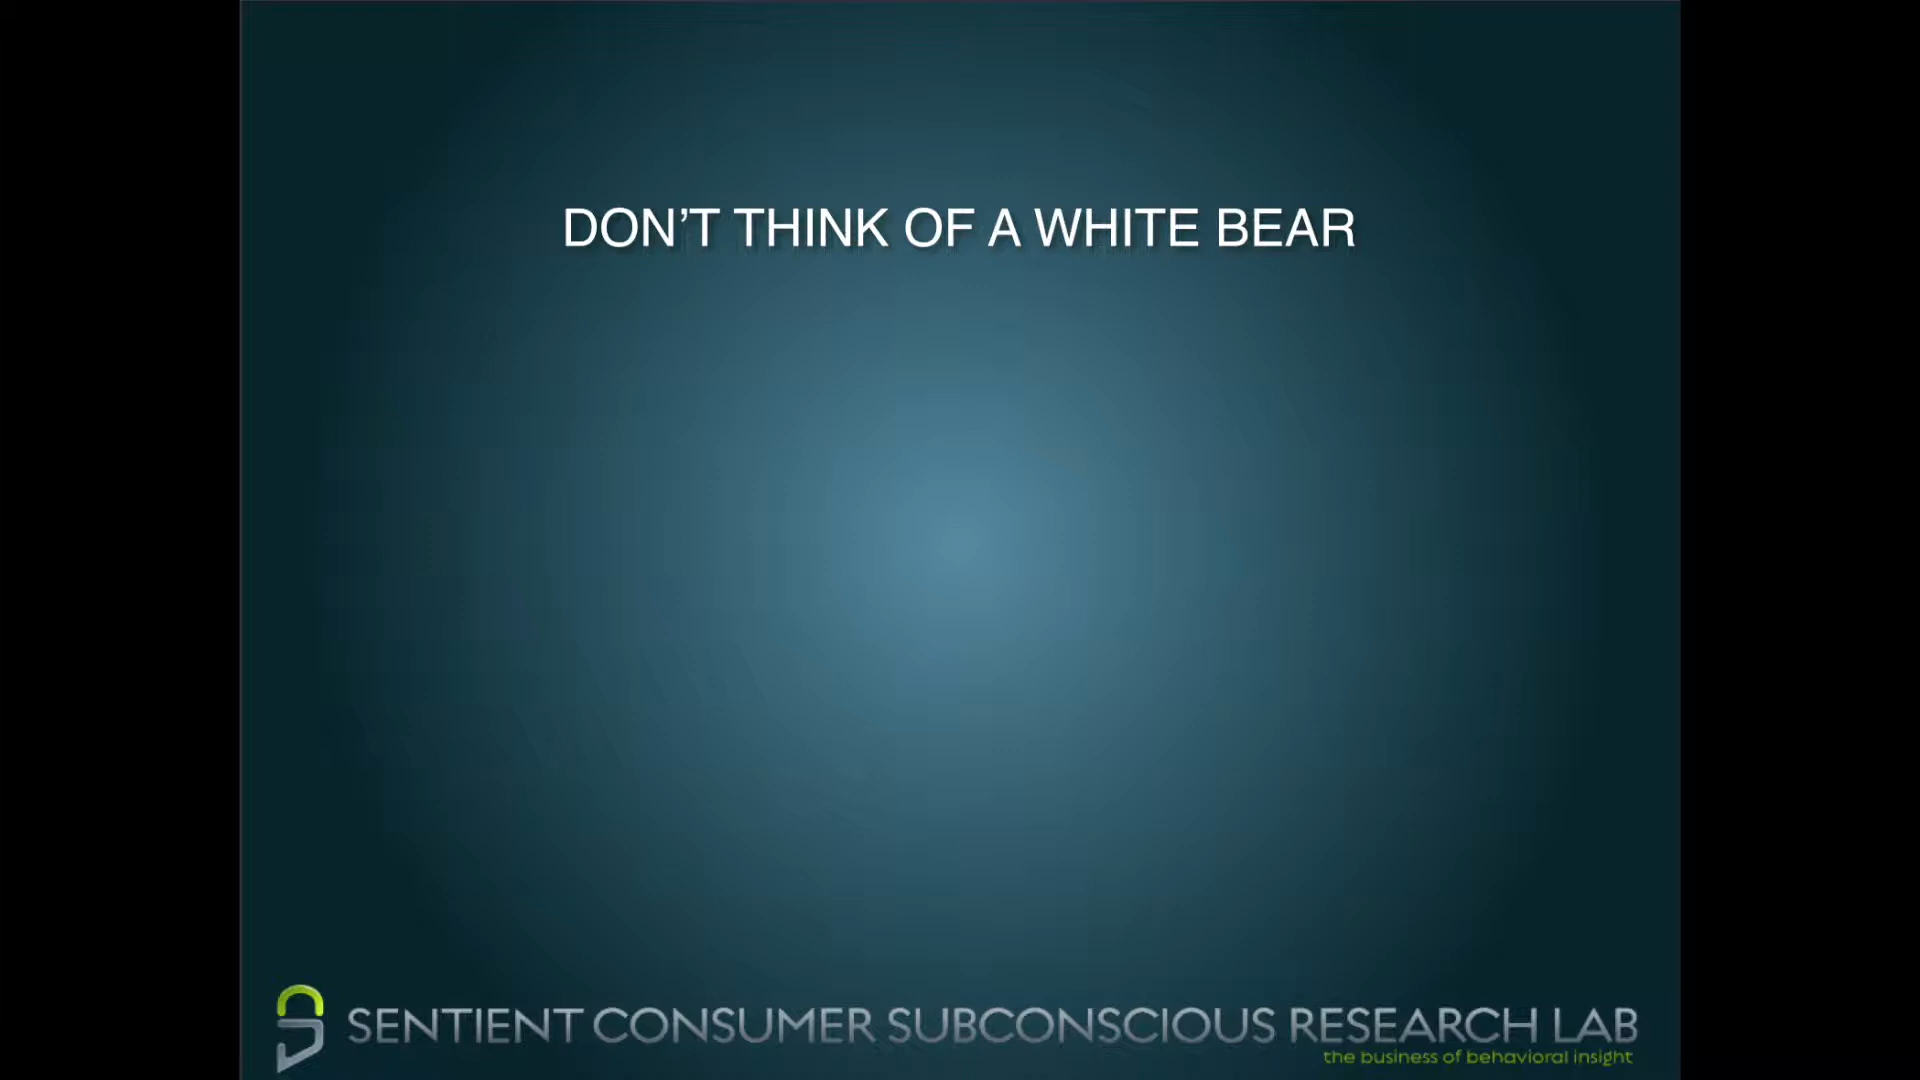 DON'T THINK OF A WHITE BEAR
SENTIENT CONSUMER SUBCONSCIOUS RESEARCH LAB
the business of behavioral insight